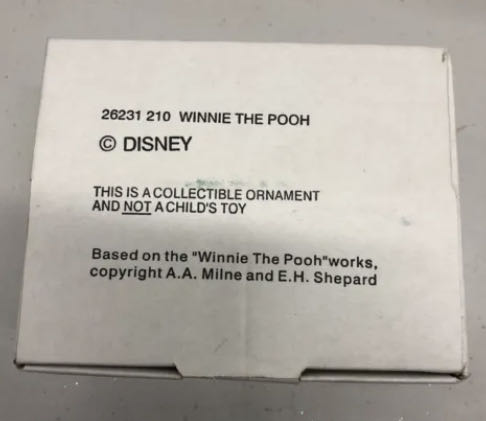 26231 210 WINNIE THE POOH
© DISNEY
THIS IS A COLLECTIBLE ORNAMENT
AND NOT A CHILD'S TOY
Based on the "Winnie The Pooh"works,
copyright A.A. Milne and E.H. Shepard